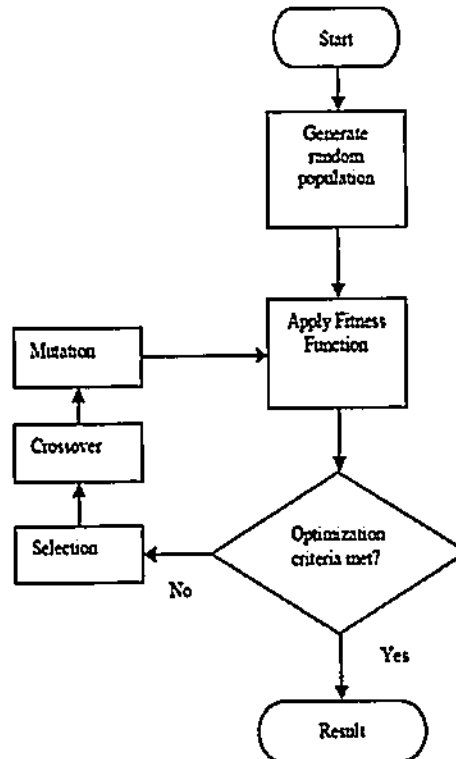 Start
Generate
random
population
Apply Fitness
Function
Mutation
Crossover
Selection
Optimization
criteria met?
No
Yes
Result